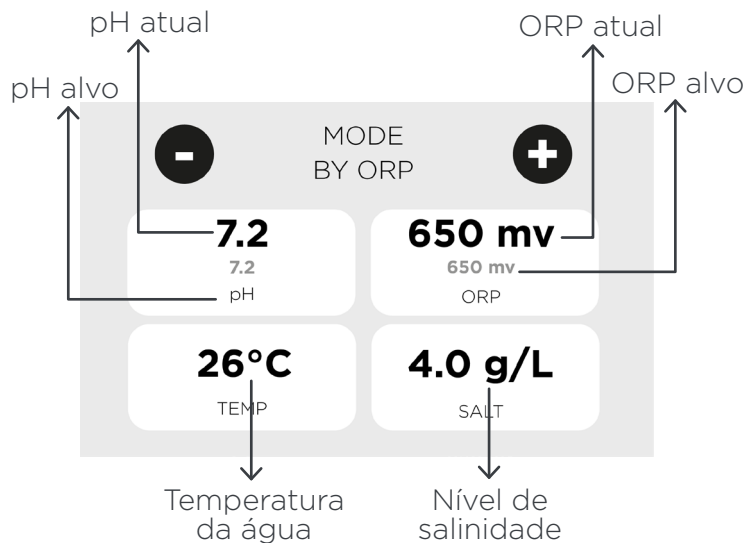 pH atual
ORP atual
pH alvo
ORP alvo
-
MODE
BY ORP
+
7.2
7.2
pH
650 mv
650 mv
ORP
26°C
TEMP
4.0 g/L
SALT
Temperatura
da água
Nível de
salinidade